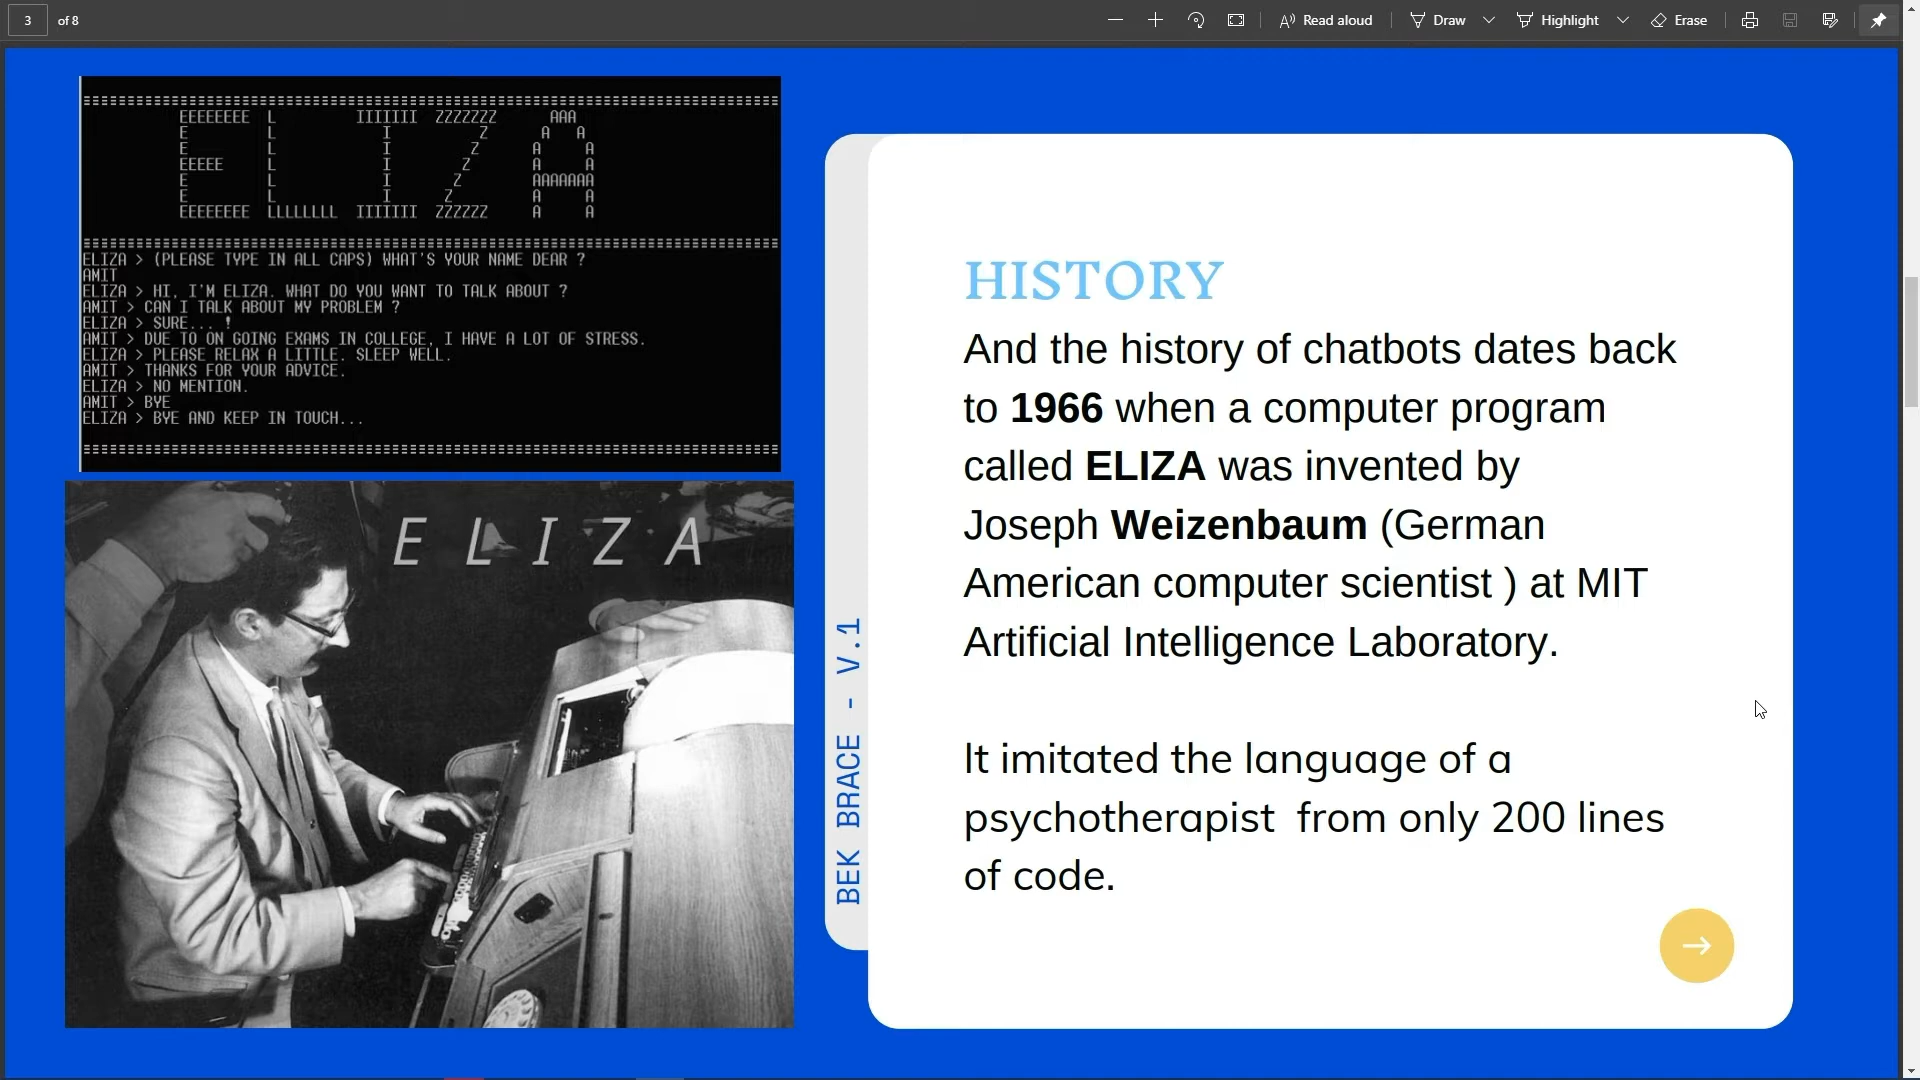 3 of 8
Read aloud
Draw
Highlight
Erase
EEEEEEEE L IIIIIII ZZZZZZZ AAA
E L I Z A A
E L I Z A A
EEEEE L I Z A A
E L I Z AAAAAAA
E L I Z A A
EEEEEEEE LLLLLLLL IIIIIII ZZZZZZ A A
ELIZA > (PLEASE TYPE IN ALL CAPS) WHAT'S YOUR NAME DEAR ?
AMIT
ELIZA > HI, I'M ELIZA. WHAT DO YOU WANT TO TALK ABOUT ?
AMIT > CAN I TALK ABOUT MY PROBLEM ?
ELIZA > SURE... !
AMIT > DUE TO ON GOING EXAMS IN COLLEGE, I HAVE A LOT OF STRESS.
ELIZA > PLEASE RELAX A LITTLE. SLEEP WELL.
AMIT > THANKS FOR YOUR ADVICE.
ELIZA > NO MENTION.
AMIT > BYE
ELIZA > BYE AND KEEP IN TOUCH...
ELIZA
BEK BRACE - V.1
HISTORY
And the history of chatbots dates back
to 1966 when a computer program
called ELIZA was invented by
Joseph Weizenbaum (German
American computer scientist ) at MIT
Artificial Intelligence Laboratory.
It imitated the language of a
psychotherapist from only 200 lines
of code.